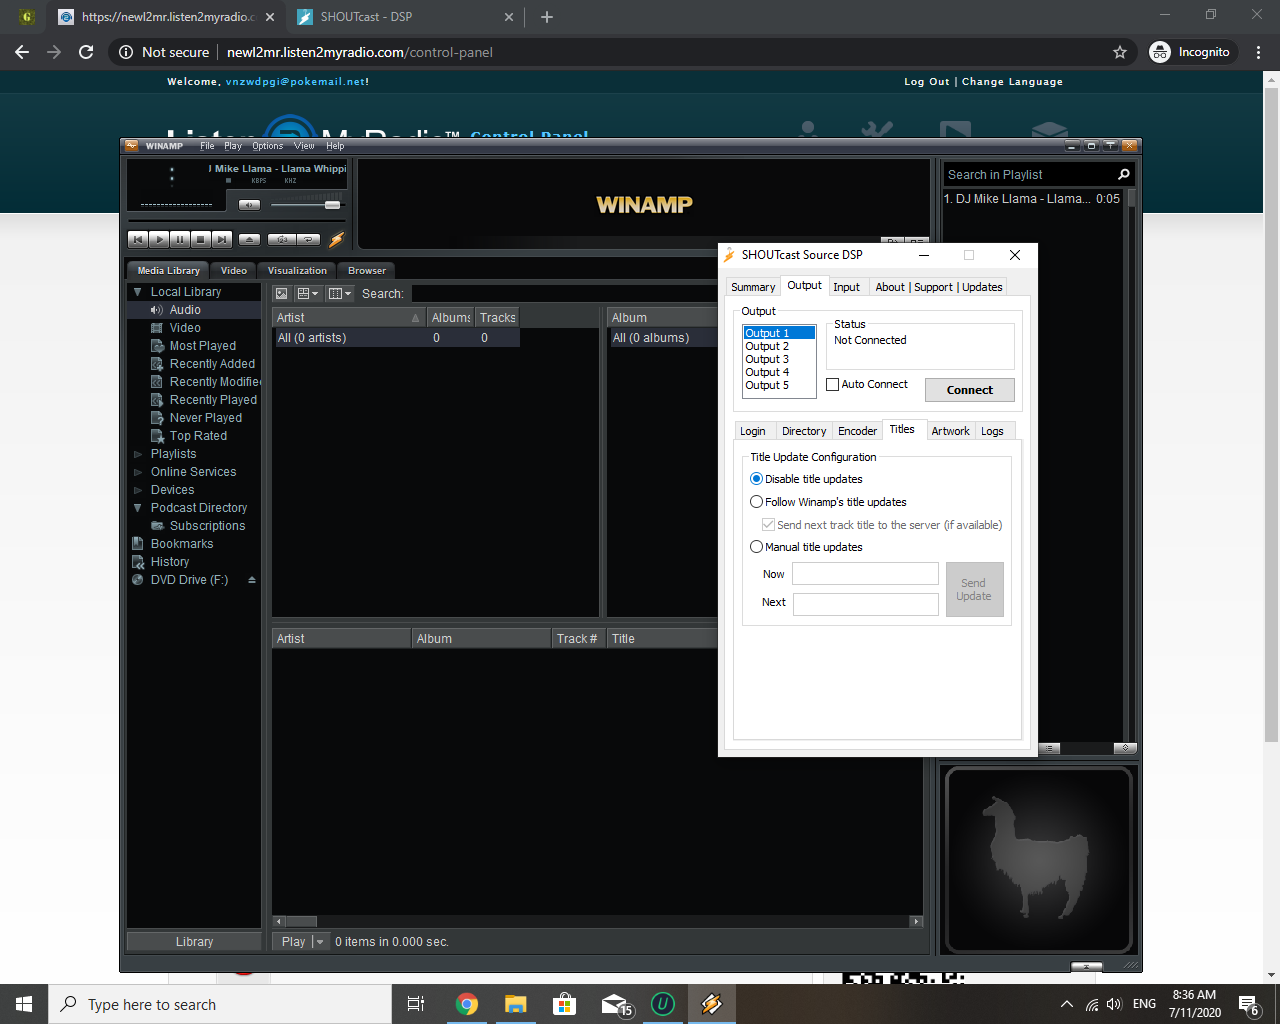 https://newl2mr.listen2myradio.c
SHOUTcast - DSP
Not secure
newl2mr.listen2myradio.com/control-panel
Incognito
Welcome, vnzwdpgi@pokemail.net!
Log Out | Change Language
Listen MyRadio™ Control Panel
WINAMP
File Play Options View Help
J Mike Llama - Llama Whippi
KBPS KHZ
WINAMP
Search in Playlist
1. DJ Mike Llama - Llama... 0:05
Media Library
Video
Visualization
Browser
Local Library
Audio
Video
Most Played
Recently Added
Recently Modifie
Recently Played
Never Played
Top Rated
Playlists
Online Services
Devices
Podcast Directory
Subscriptions
Bookmarks
History
DVD Drive (F:)
Library
Search:
Artist Albums Tracks
All (0 artists) 0 0
Album
All (0 albums)
Artist Album Track # Title
Play
0 items in 0.000 sec.
SHOUTcast Source DSP
Summary Output Input About | Support | Updates
Output
Output 1
Output 2
Output 3
Output 4
Output 5
Status
Not Connected
Auto Connect
Connect
Login Directory Encoder Titles Artwork Logs
Title Update Configuration
Disable title updates
Follow Winamp's title updates
Send next track title to the server (if available)
Manual title updates
Now
Next
Send
Update
Type here to search
15
ENG
8:36 AM
7/11/2020
6